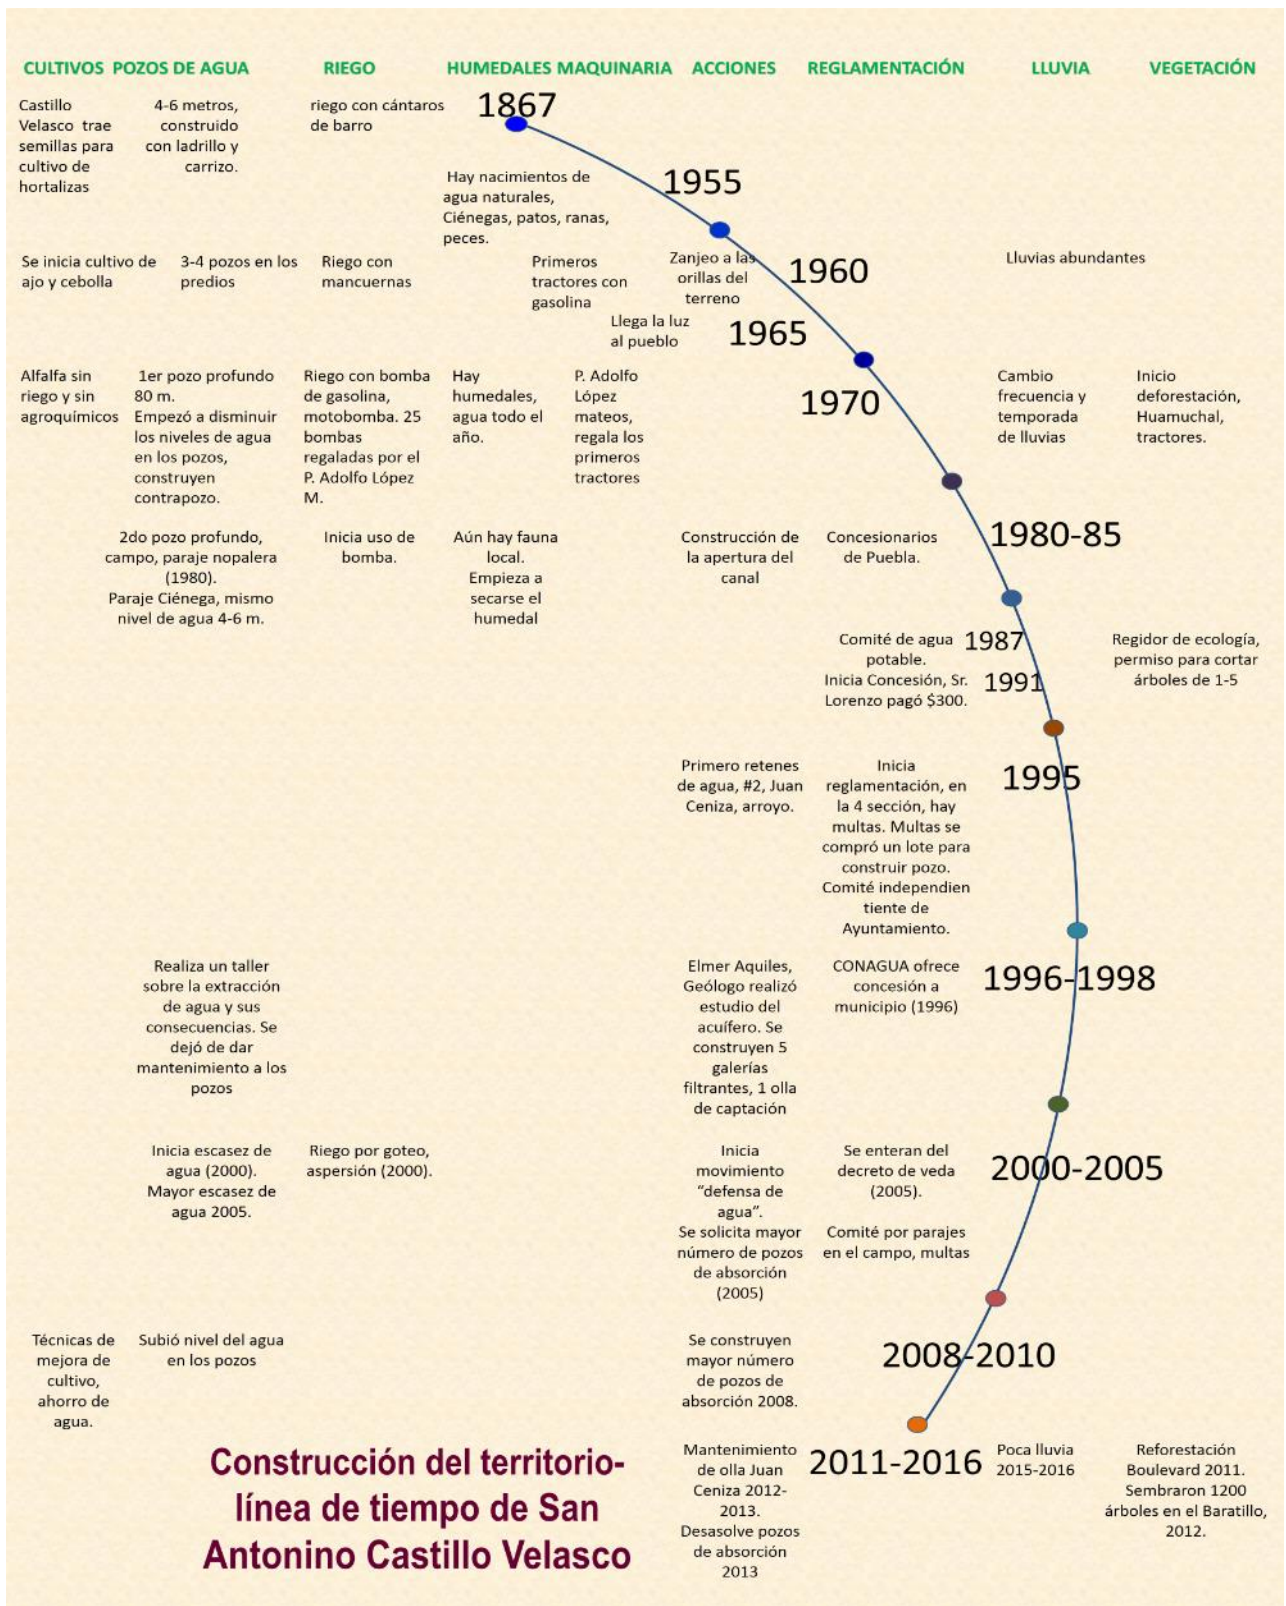 CULTIVOS POZOS DE AGUA RIEGO HUMEDALES MAQUINARIA ACCIONES REGLAMENTACIÓN LLUVIA VEGETACIÓN
Castillo
Velasco trae
semillas para
cultivo de
hortalizas
4-6 metros,
construido
con ladrillo y
carrizo.
riego con cántaros
de barro
1867
Hay nacimientos de
agua naturales,
Ciénegas, patos, ranas,
peces.
1955
Se inicia cultivo de
ajo y cebolla
3-4 pozos en los
predios
Riego con
mancuernas
Primeros
tractores con
gasolina
Zanjeo a las
orillas del
terreno
1960
Lluvias abundantes
Llega la luz
al pueblo
1965
Alfalfa sin
riego y sin
agroquímicos
1er pozo profundo
80 m.
Empezó a disminuir
los niveles de agua
en los pozos,
construyen
contrapozo.
Riego con bomba
de gasolina,
motobomba. 25
bombas
regaladas por el
P. Adolfo López
M.
Hay
humedales,
agua todo el
año.
P. Adolfo
López
mateos,
regala los
primeros
tractores
1970
Cambio
frecuencia y
temporada
de lluvias
Inicio
deforestación,
Huamuchal,
tractores.
2do pozo profundo,
campo, paraje nopalera
(1980).
Paraje Ciénega, mismo
nivel de agua 4-6 m.
Inicia uso de
bomba.
Aún hay fauna
local.
Empieza a
secarse el
humedal
Construcción de
la apertura del
canal
Concesionarios
de Puebla.
1980-85
Comité de agua
potable.
1987
Inicia Concesión, Sr.
Lorenzo pagó $300.
1991
Regidor de ecología,
permiso para cortar
árboles de 1-5
Primero retenes
de agua, #2, Juan
Ceniza, arroyo.
Inicia
reglamentación, en
la 4 sección, hay
multas. Multas se
compró un lote para
construir pozo.
Comité independien
tiente de
Ayuntamiento.
1995
Realiza un taller
sobre la extracción
de agua y sus
consecuencias. Se
dejó de dar
mantenimiento a los
pozos
Elmer Aquiles,
Geólogo realizó
estudio del
acuífero. Se
construyen 5
galerías
filtrantes, 1 olla
de captación
CONAGUA ofrece
concesión a
municipio (1996)
1996-1998
Inicia escasez de
agua (2000).
Mayor escasez de
agua 2005.
Riego por goteo,
aspersión (2000).
Inicia
movimiento
“defensa de
agua”.
Se solicita mayor
número de pozos
de absorción
(2005)
Se enteran del
decreto de veda
(2005).
Comité por parajes
en el campo, multas
2000-2005
Técnicas de
mejora de
cultivo,
ahorro de
agua.
Subió nivel del agua
en los pozos
Se construyen
mayor número
de pozos de
absorción 2008.
2008-2010
Mantenimiento
de olla Juan
Ceniza 2012-
2013.
Desasolve pozos
de absorción
2013
2011-2016
Poca lluvia
2015-2016
Reforestación
Boulevard 2011.
Sembraron 1200
árboles en el Baratillo,
2012.
Construcción del territorio-
línea de tiempo de San
Antonino Castillo Velasco